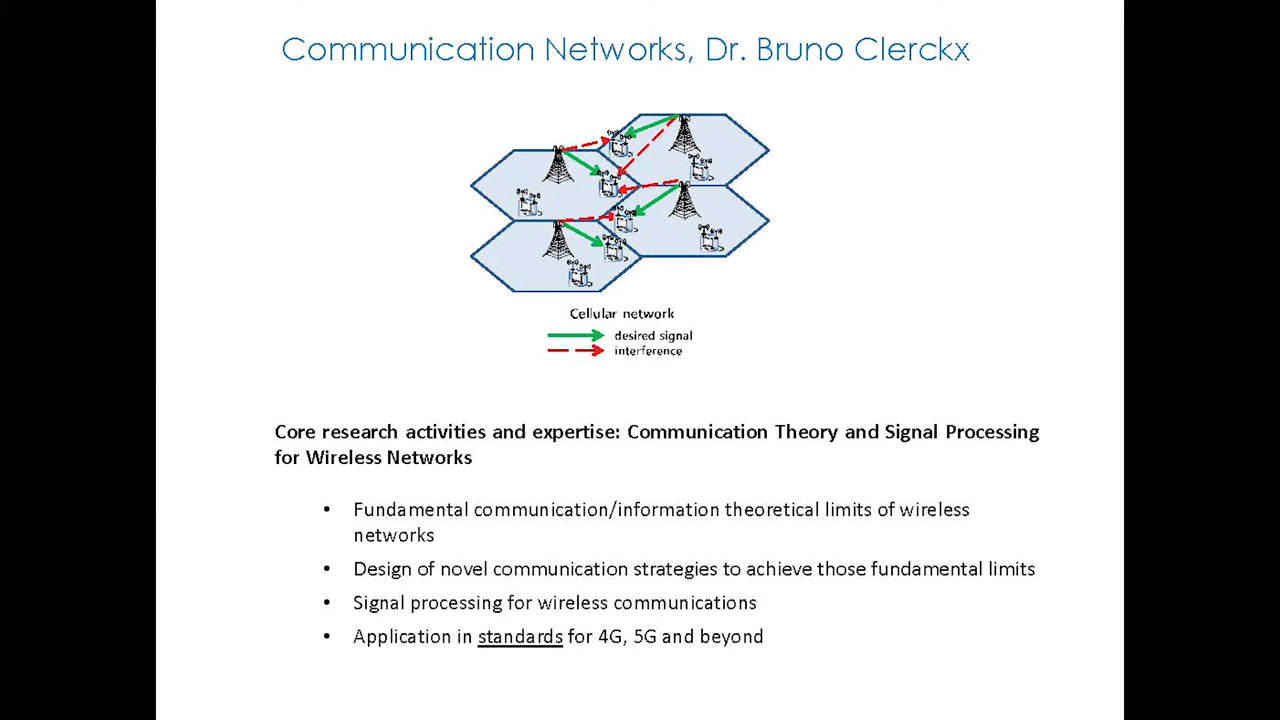 Communication Networks, Dr. Bruno Clerckx
Cellular network
desired signal
interference
Core research activities and expertise: Communication Theory and Signal Processing
for Wireless Networks
• Fundamental communication/information theoretical limits of wireless
networks
• Design of novel communication strategies to achieve those fundamental limits
• Signal processing for wireless communications
• Application in standards for 4G, 5G and beyond